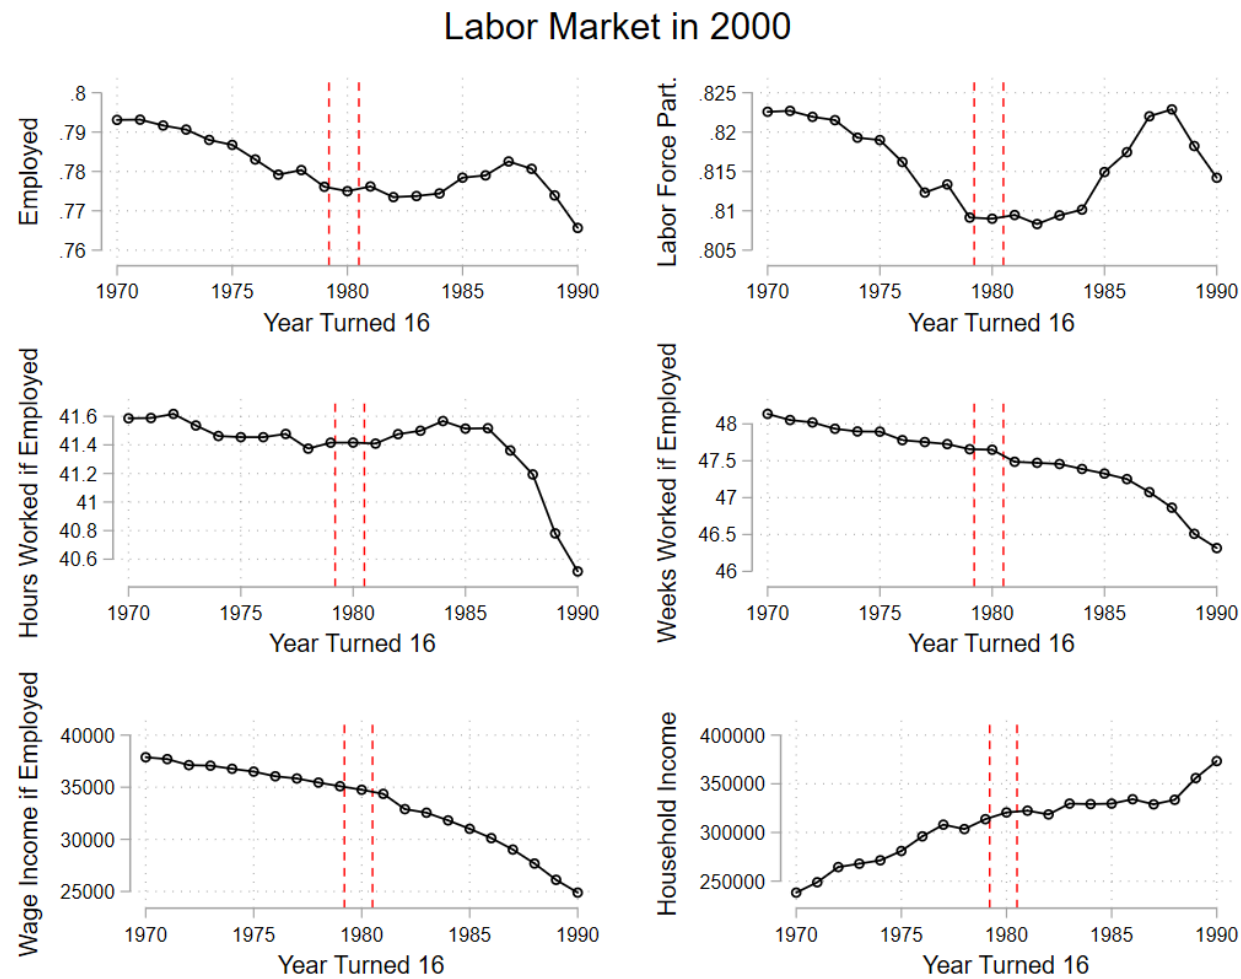 Labor Market in 2000
Employed
.8
.79
.78
.77
.76
1970 1975 1980 1985 1990
Year Turned 16
Labor Force Part.
.825
.82
.815
.81
.805
1970 1975 1980 1985 1990
Year Turned 16
Hours Worked if Employed
41.6
41.4
41.2
41
40.8
40.6
1970 1975 1980 1985 1990
Year Turned 16
Weeks Worked if Employed
48
47.5
47
46.5
46
1970 1975 1980 1985 1990
Year Turned 16
Wage Income if Employed
40000
35000
30000
25000
1970 1975 1980 1985 1990
Year Turned 16
Household Income
400000
350000
300000
250000
1970 1975 1980 1985 1990
Year Turned 16